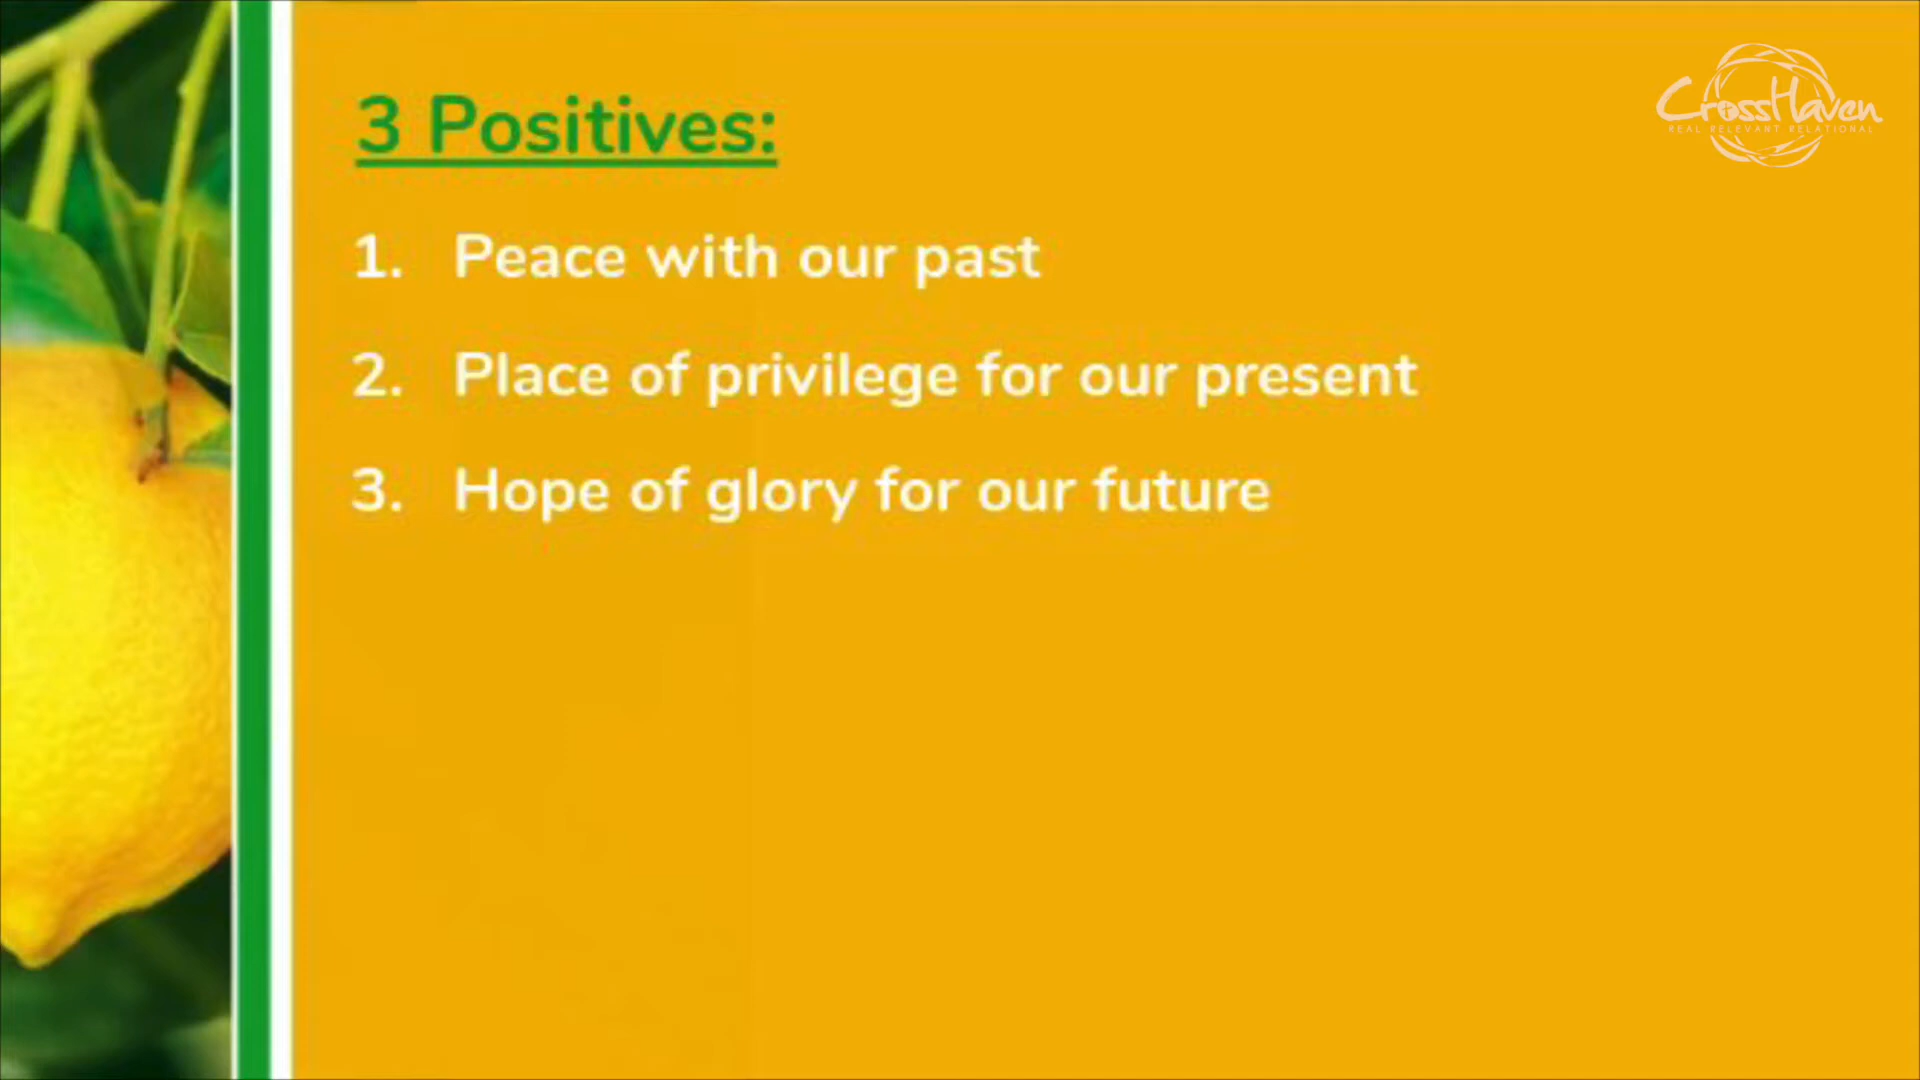 CrossHaven
REAL RELEVANT RELATIONAL
3 Positives:
1. Peace with our past
2. Place of privilege for our present
3. Hope of glory for our future